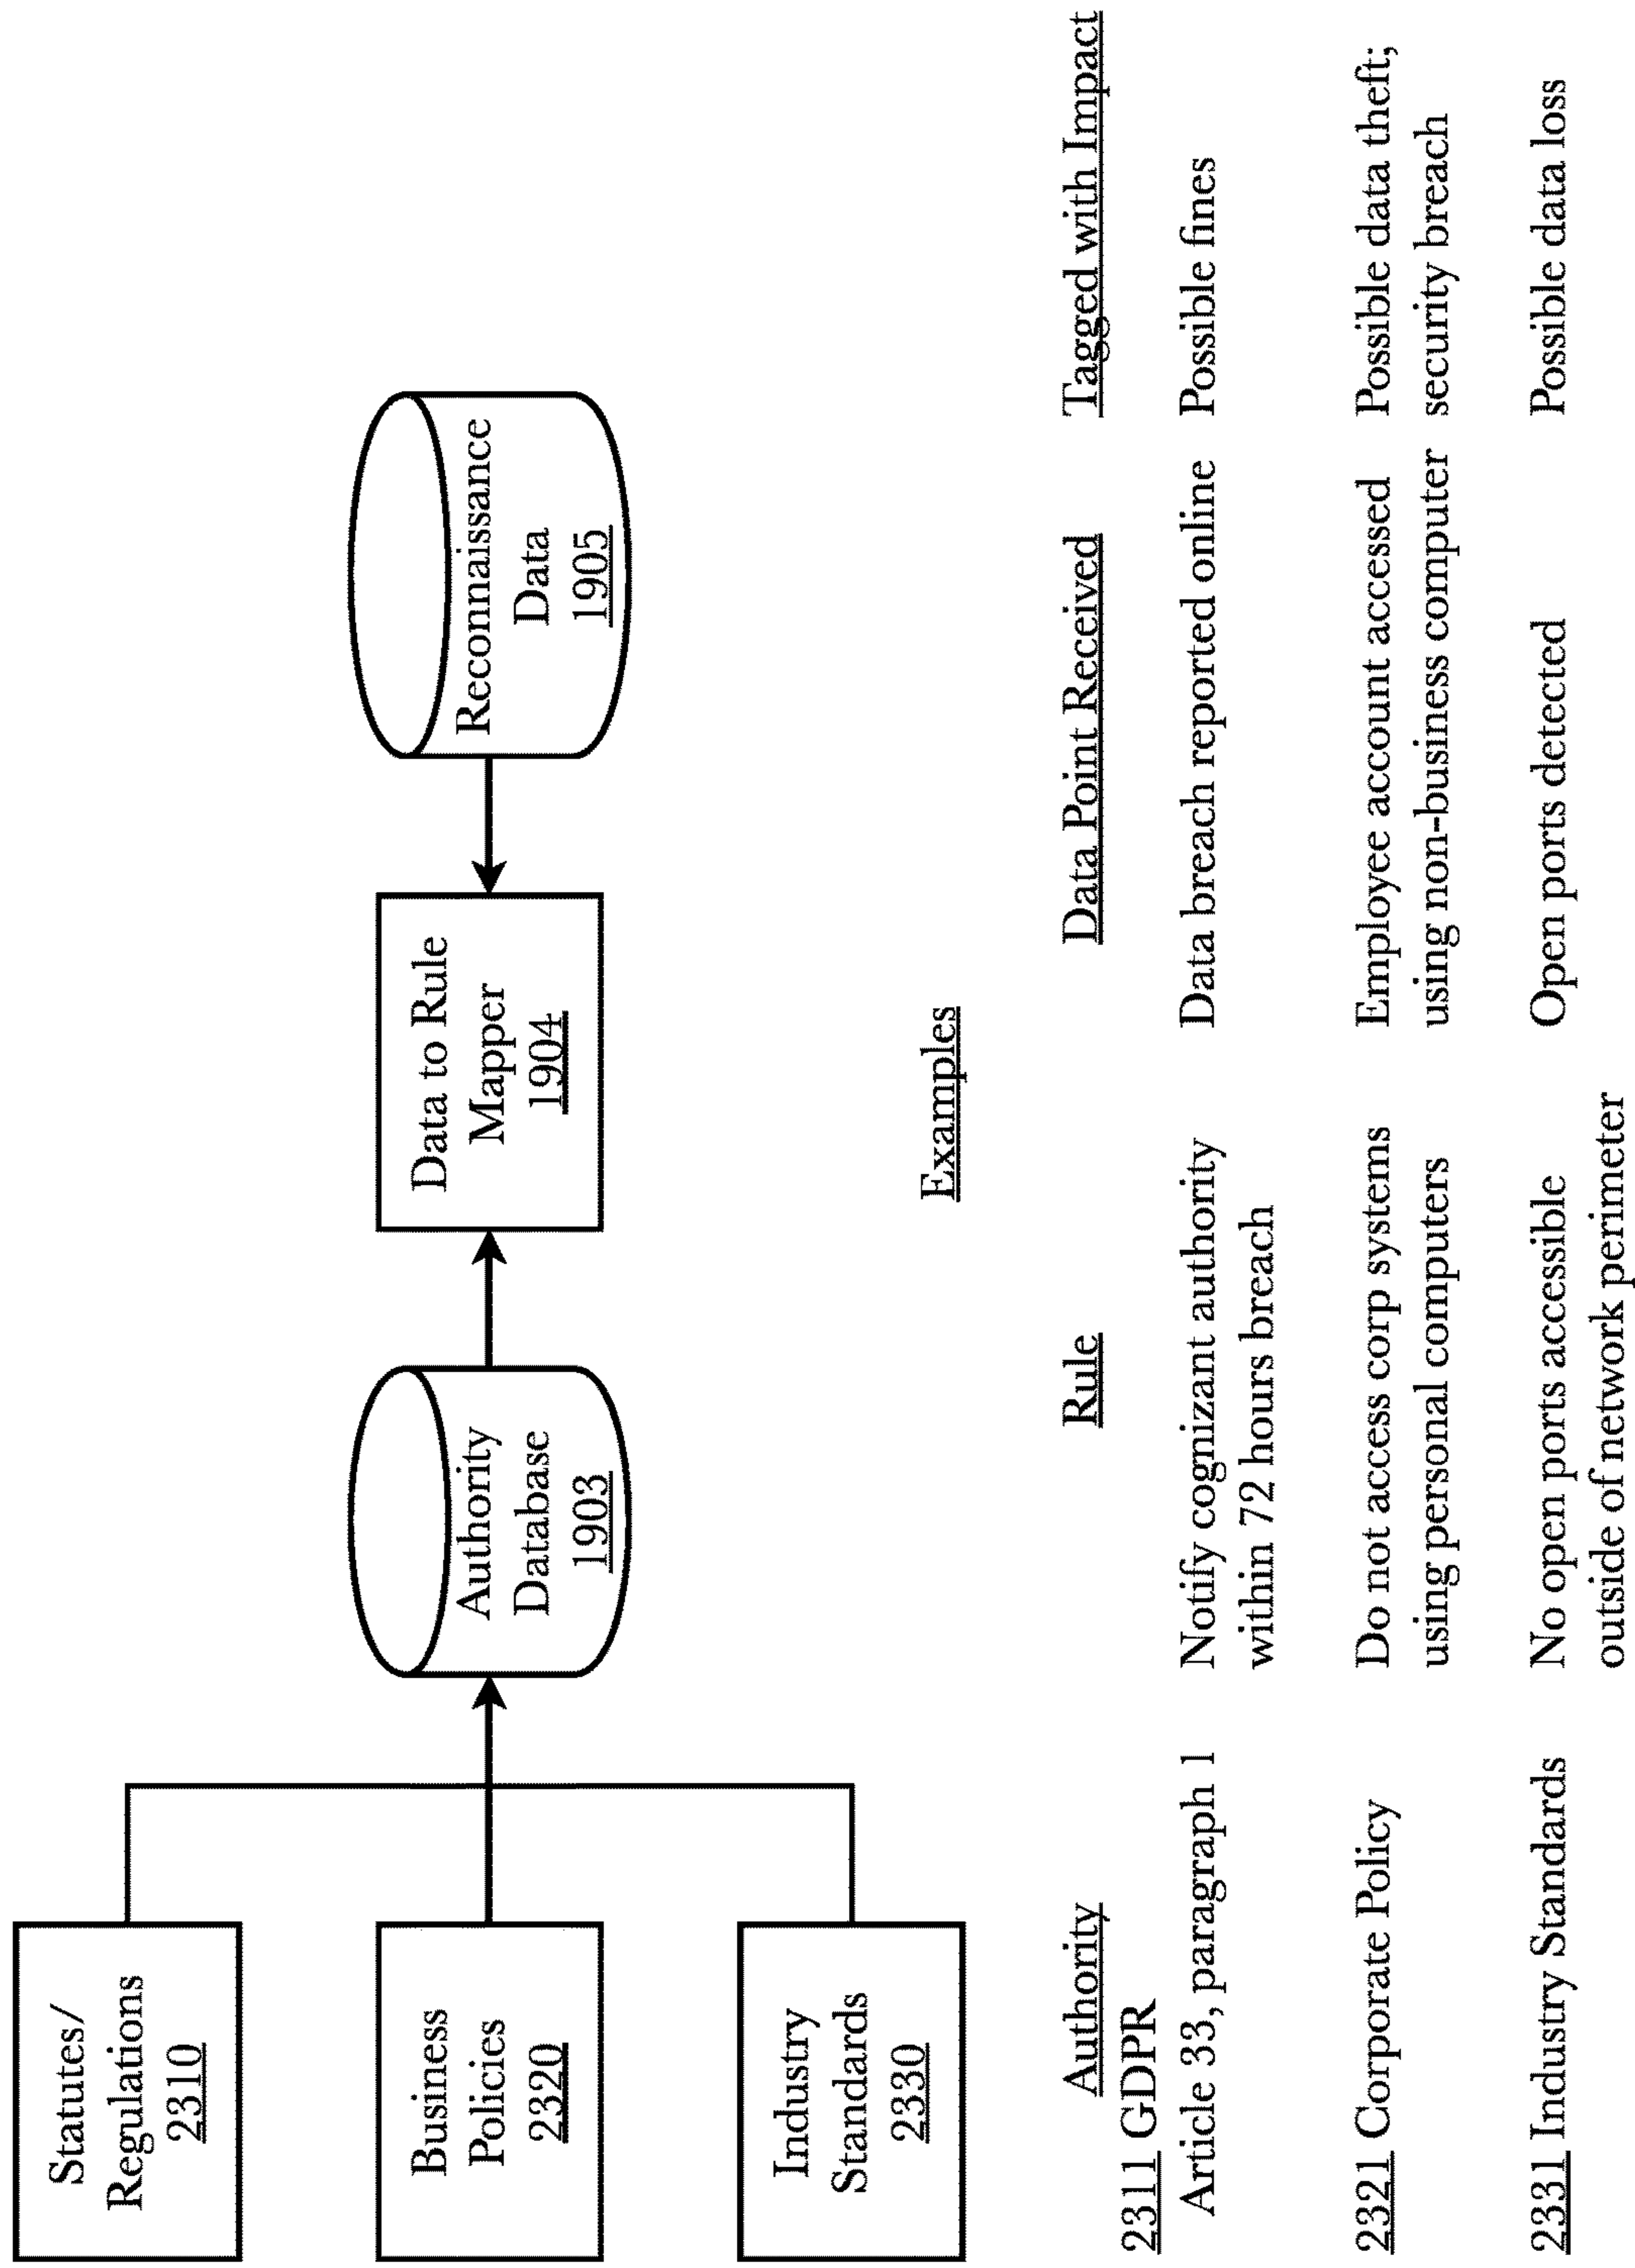 Statutes/
Regulations
2310
Business
Policies
2320
Industry
Standards
2330
Authority
Database
1903
Data to Rule
Mapper
1904
Reconnaissance
Data
1905
Examples
Authority
Rule
Data Point Received
Tagged with Impact
2311 GDPR
Article 33, paragraph 1
Notify cognizant authority
within 72 hours breach
Data breach reported online
Possible fines
2321 Corporate Policy
Do not access corp systems
using personal computers
Employee account accessed
using non-business computer
Possible data theft;
security breach
2331 Industry Standards
No open ports accessible
outside of network perimeter
Open ports detected
Possible data loss